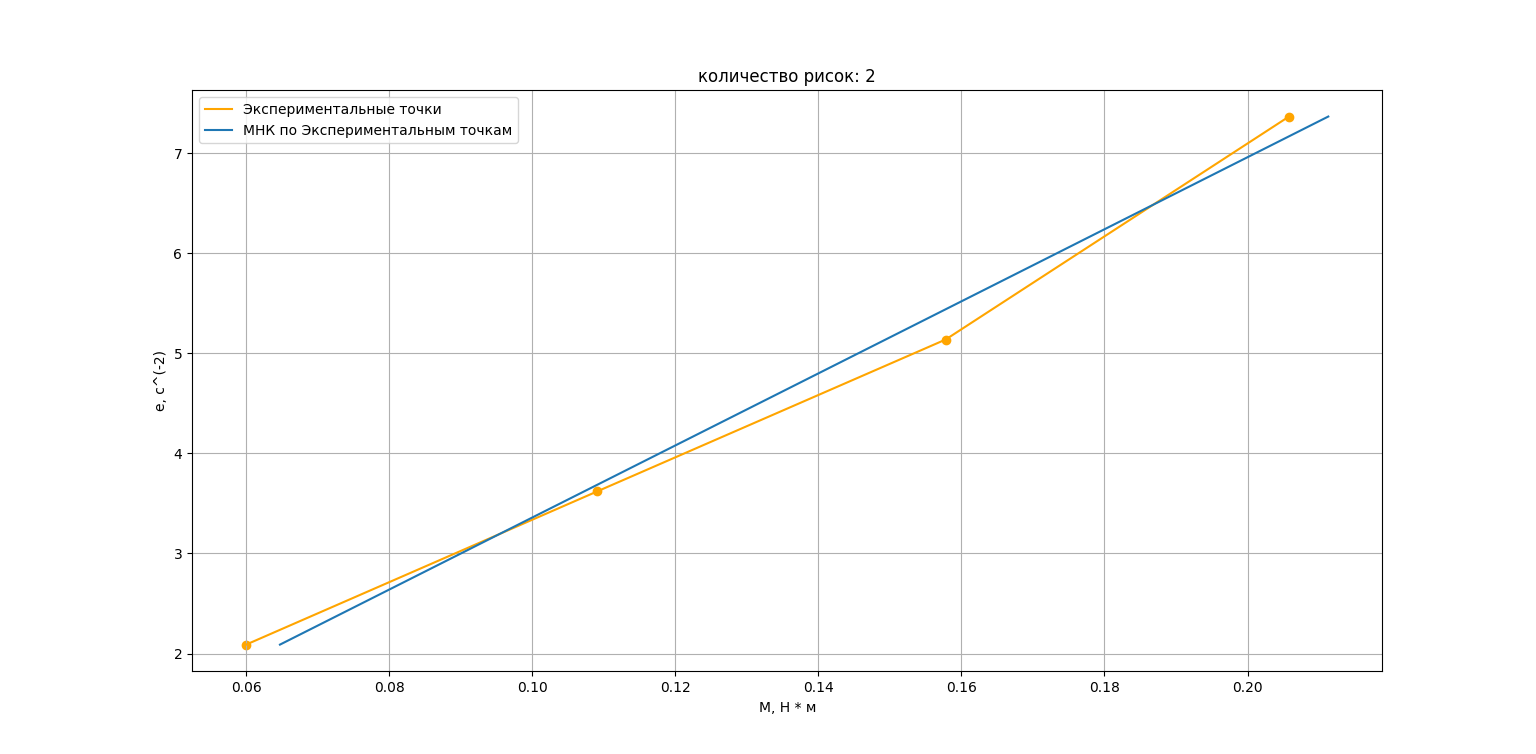 количество рисок: 2
Экспериментальные точки
МНК по Экспериментальным точкам
7
6
5
4
3
2
e, c^(-2)
0.06 0.08 0.10 0.12 0.14 0.16 0.18 0.20
M, Н * м